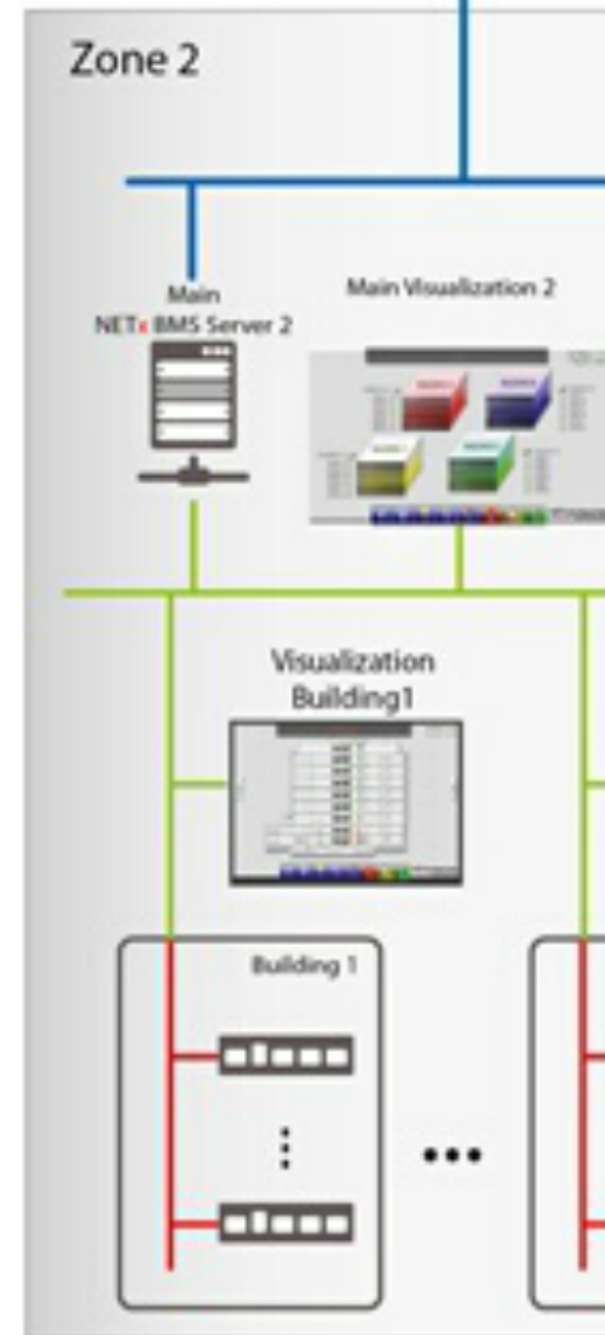 Zone 2
Main
NETx BMS Server 2
Main Visualization 2
Visualization
Building1
Building 1